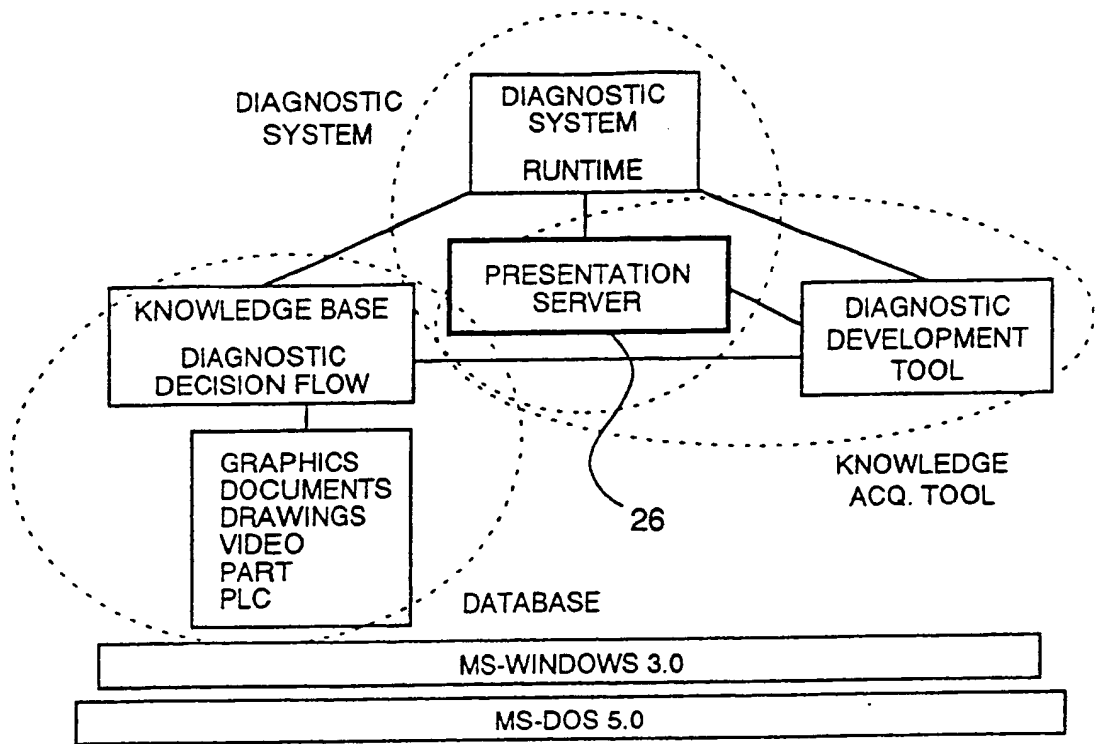 DIAGNOSTIC
SYSTEM
DIAGNOSTIC
SYSTEM
RUNTIME
PRESENTATION
SERVER
KNOWLEDGE BASE
DIAGNOSTIC
DECISION FLOW
DIAGNOSTIC
DEVELOPMENT
TOOL
GRAPHICS
DOCUMENTS
DRAWINGS
VIDEO
PART
PLC
KNOWLEDGE
ACQ. TOOL
26
DATABASE
MS-WINDOWS 3.0
MS-DOS 5.0